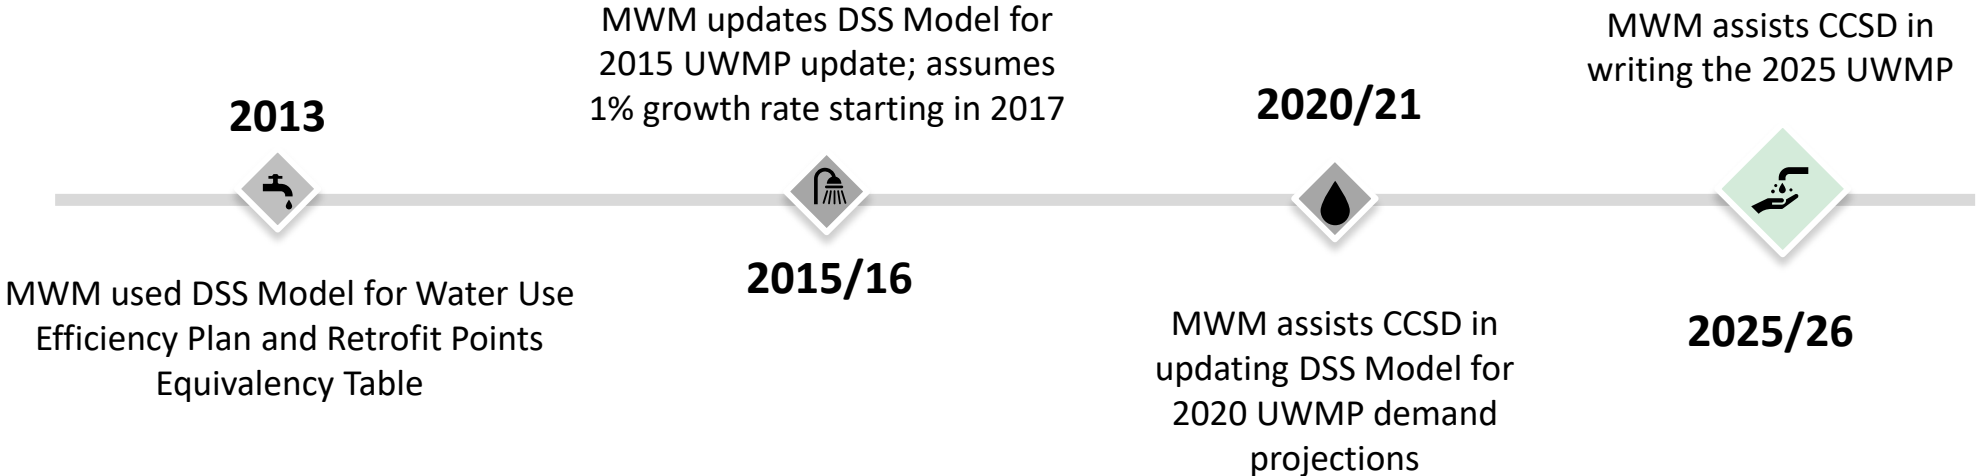 2013
MWM used DSS Model for Water Use
Efficiency Plan and Retrofit Points
Equivalency Table
MWM updates DSS Model for
2015 UWMP update; assumes
1% growth rate starting in 2017
2015/16
2020/21
MWM assists CCSD in
updating DSS Model for
2020 UWMP demand
projections
MWM assists CCSD in
writing the 2025 UWMP
2025/26